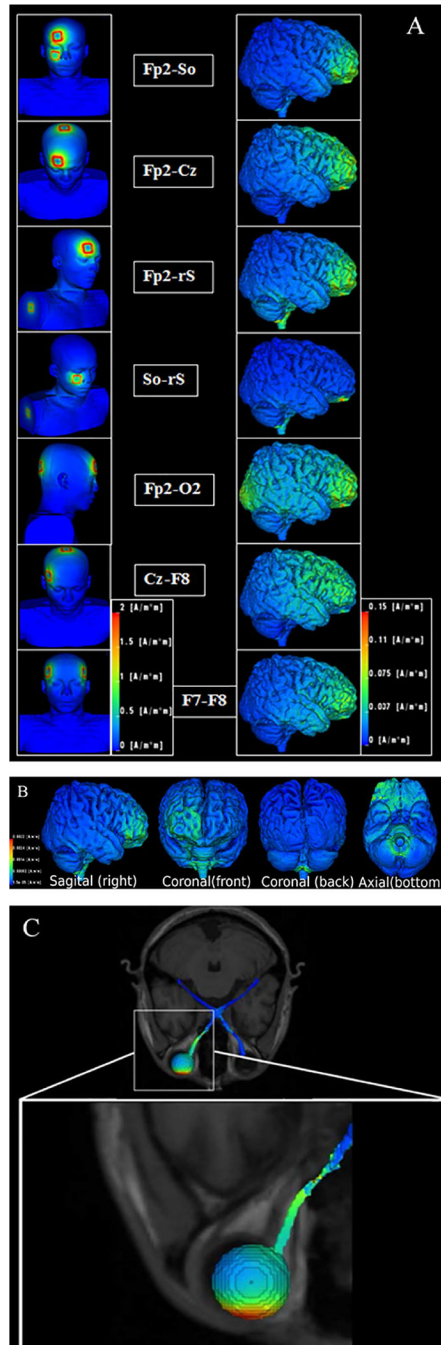 A
Fp2-So
Fp2-Cz
Fp2-rS
So-rS
Fp2-O2
Cz-F8
F7-F8
2 [A/m*m]
1.5 [A/m*m]
1 [A/m*m]
0.5 [A/m*m]
0 [A/m*m]
0.15 [A/m*m]
0.11 [A/m*m]
0.075 [A/m*m]
0.037 [A/m*m]
0 [A/m*m]
B
Sagital (right)
Coronal(front)
Coronal (back)
Axial(bottom
C